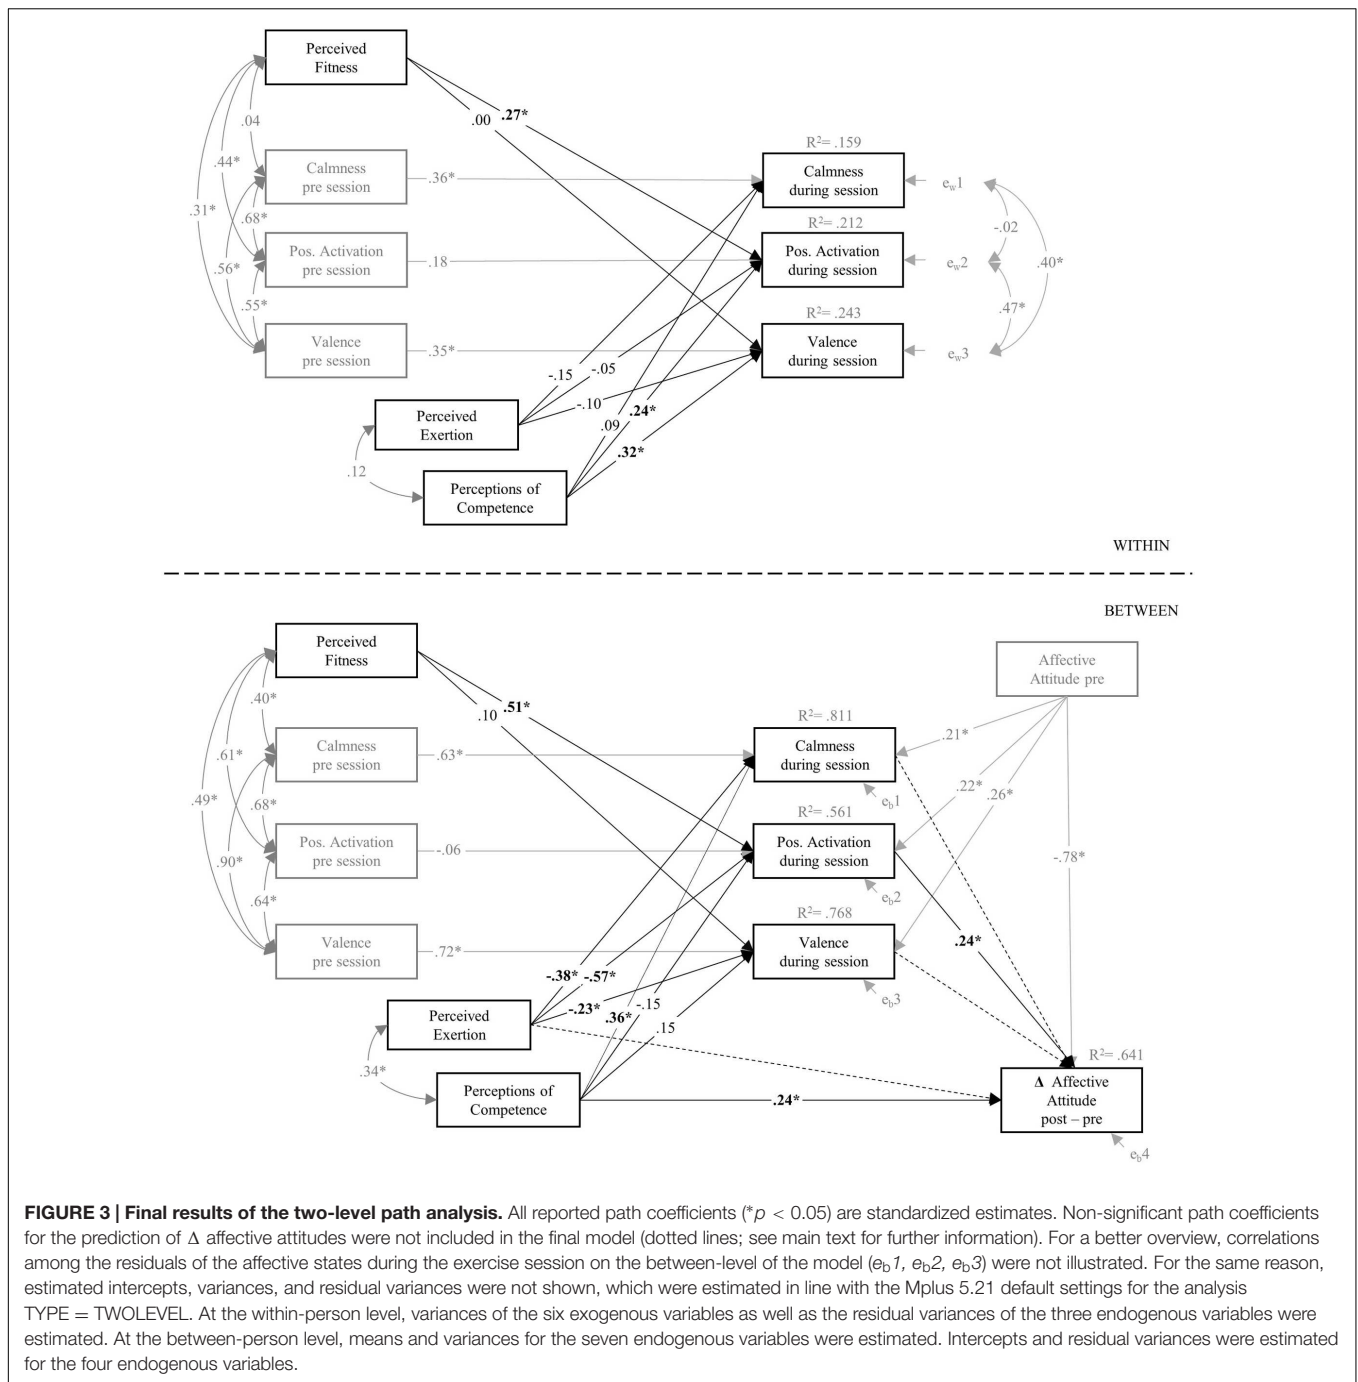 Perceived
Fitness
.00
.27*
.04
R²= .159
.44*
Calmness
pre session
.36*
Calmness
during session
e_w1
.31*
.68*
R²= .212
-.02
.56*
Pos. Activation
pre session
.18
Pos. Activation
during session
e_w2
.40*
.55*
R²= .243
.47*
Valence
pre session
.35*
Valence
during session
e_w3
-.15
-.05
-.10
Perceived
Exertion
.09
.24*
.32*
.12
Perceptions of
Competence
WITHIN
BETWEEN
Perceived
Fitness
Affective
Attitude pre
.40*
.10
.51*
R²= .811
.61*
Calmness
pre session
.63*
Calmness
during session
.21*
e_b1
.49*
.68*
R²= .561
.22*
.26*
.90*
Pos. Activation
pre session
-.06
Pos. Activation
during session
-.78*
e_b2
.64*
R²= .768
Valence
pre session
.72*
Valence
during session
.24*
e_b3
-.38*
-.57*
-.23*
.36*
-.15
.15
Perceived
Exertion
R²= .641
.34*
Perceptions of
Competence
.24*
Δ Affective
Attitude
post – pre
e_b4
FIGURE 3 | Final results of the two-level path analysis. All reported path coefficients (*p < 0.05) are standardized estimates. Non-significant path coefficients
for the prediction of Δ affective attitudes were not included in the final model (dotted lines; see main text for further information). For a better overview, correlations
among the residuals of the affective states during the exercise session on the between-level of the model (e_b1, e_b2, e_b3) were not illustrated. For the same reason,
estimated intercepts, variances, and residual variances were not shown, which were estimated in line with the Mplus 5.21 default settings for the analysis
TYPE = TWOLEVEL. At the within-person level, variances of the six exogenous variables as well as the residual variances of the three endogenous variables were
estimated. At the between-person level, means and variances for the seven endogenous variables were estimated. Intercepts and residual variances were estimated
for the four endogenous variables.